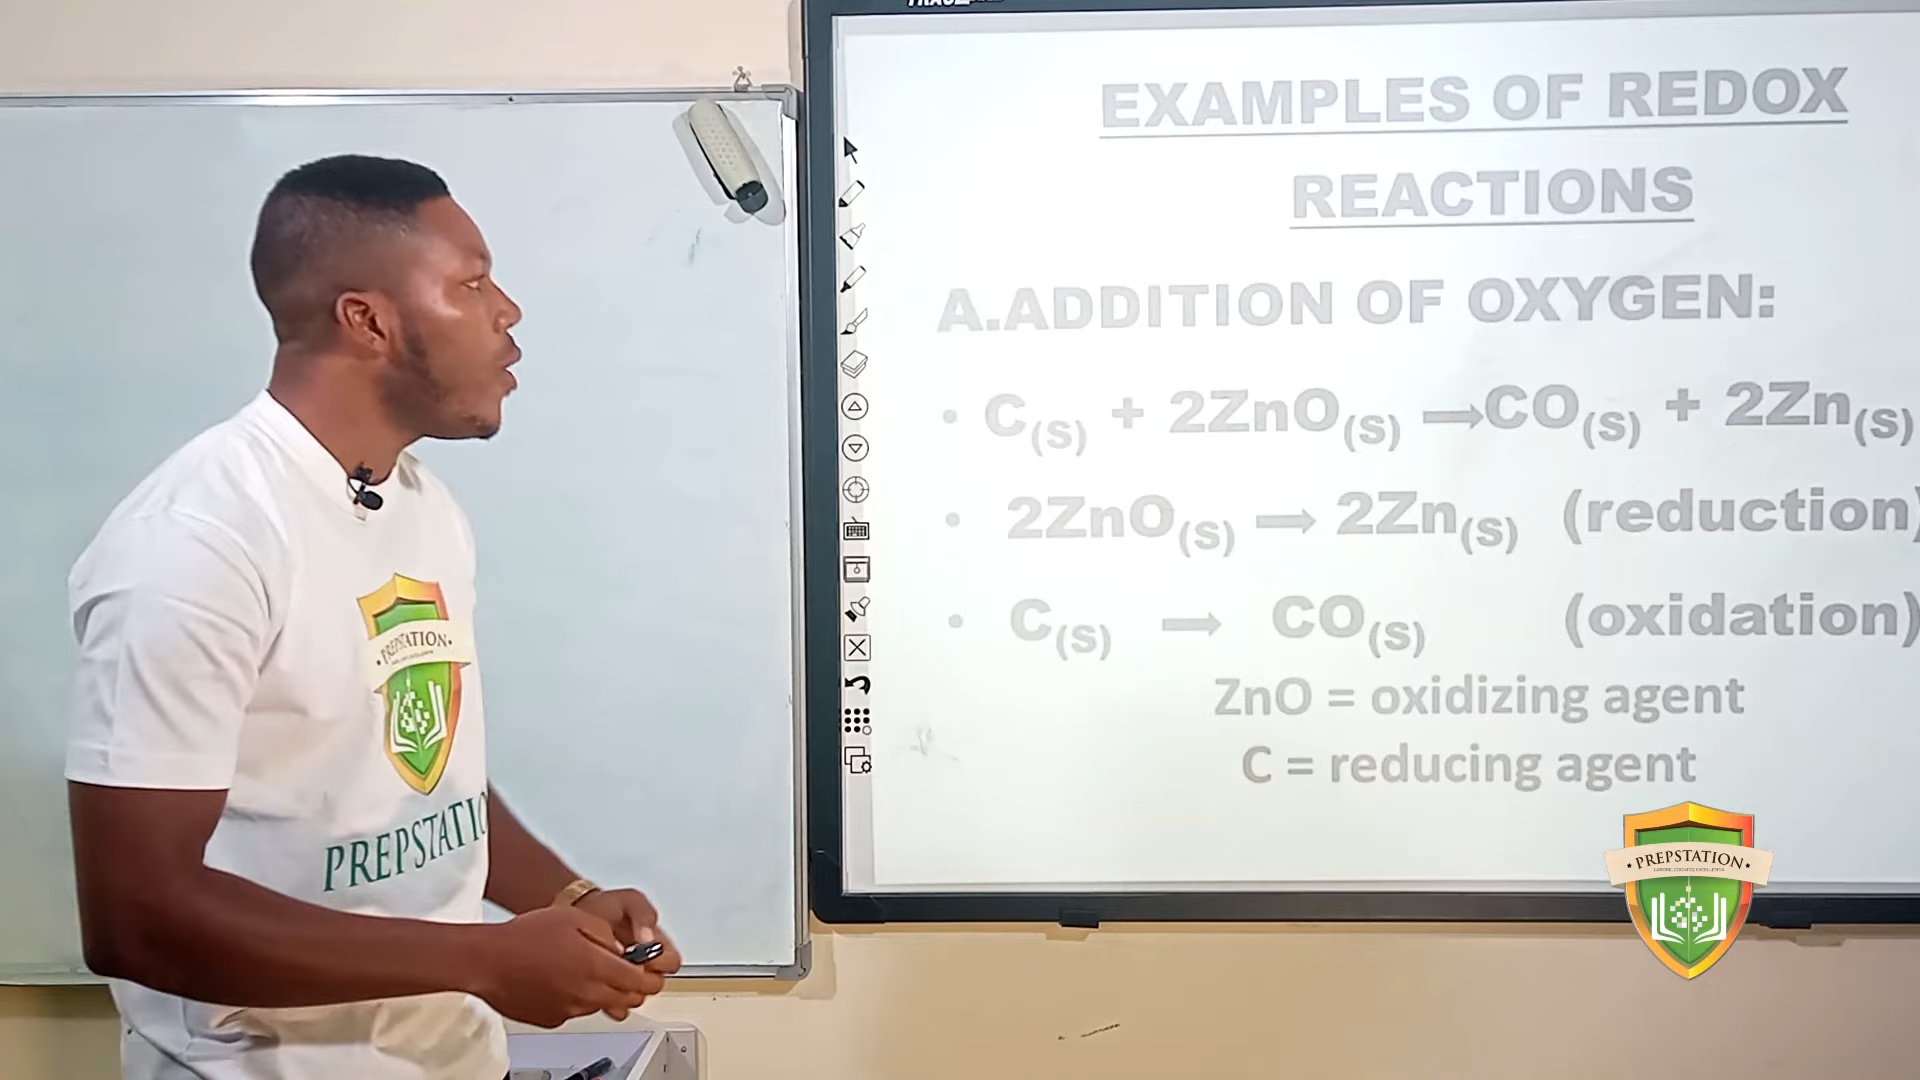 EXAMPLES OF REDOX
REACTIONS
A.ADDITION OF OXYGEN:
• C(S) + 2ZnO(S) →CO(S) + 2Zn(S)
• 2ZnO(S) → 2Zn(S) (reduction)
• C(S) → CO(S) (oxidation)
ZnO = oxidizing agent
C = reducing agent
•PREPSTATION•
PREPSTATIO
•PREPSTATION•